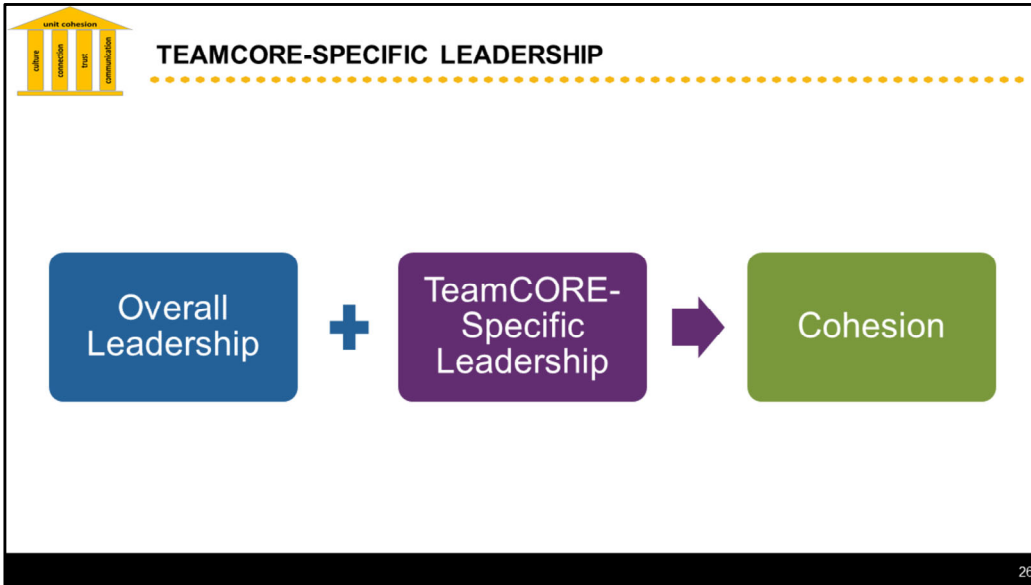 unit cohesion
culture
connection
trust
communication
TEAMCORE-SPECIFIC LEADERSHIP
Overall
Leadership
TeamCORE-
Specific
Leadership
Cohesion
26